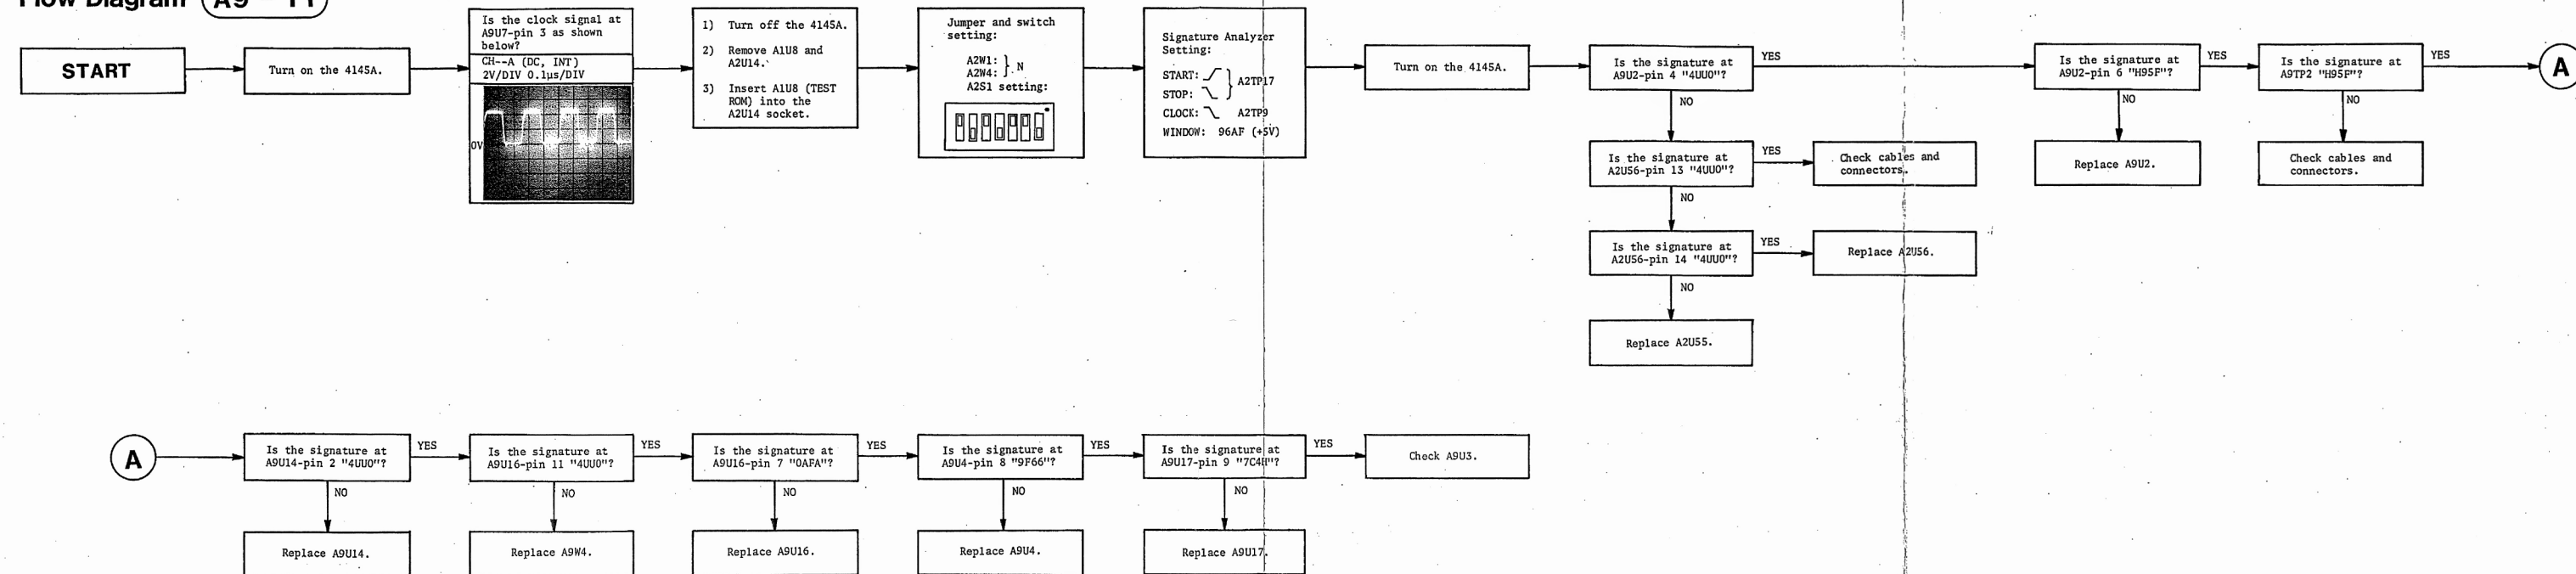 Flow Diagram
START
Turn on the 4145A.
Is the clock signal at
A9U7-pin 3 as shown
below?
CH--A (DC, INT)
2V/DIV 0.1µs/DIV
0V
1) Turn off the 4145A.
2) Remove A1U8 and
A2U14.
3) Insert A1U8 (TEST
ROM) into the
A2U14 socket.
Jumper and switch
setting:
A2W1:
A2W4:
N
A2S1 setting:
Signature Analyzer
Setting:
START:
STOP:
A2TP17
CLOCK: A2TP9
WINDOW: 96AF (+5V)
Turn on the 4145A.
Is the signature at
A9U2-pin 4 "4UU0"?
YES
NO
Is the signature at
A2U56-pin 13 "4UU0"?
YES
Check cables and
connectors.
NO
Is the signature at
A2U56-pin 14 "4UU0"?
YES
Replace A2U56.
NO
Replace A2U55.
Is the signature at
A9U2-pin 6 "H95F"?
YES
NO
Replace A9U2.
Is the signature at
A9TP2 "H95F"?
YES
NO
Check cables and
connectors.
A
A
Is the signature at
A9U14-pin 2 "4UU0"?
YES
NO
Replace A9U14.
Is the signature at
A9U16-pin 11 "4UU0"?
YES
NO
Replace A9W4.
Is the signature at
A9U16-pin 7 "0AFA"?
YES
NO
Replace A9U16.
Is the signature at
A9U4-pin 8 "9F66"?
YES
NO
Replace A9U4.
Is the signature at
A9U17-pin 9 "7C4H"?
YES
NO
Replace A9U17.
Check A9U3.